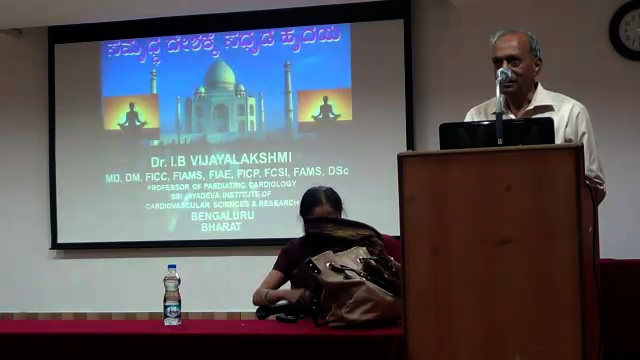 ಸಮೃದ್ಧ ದೇಶಕ್ಕೆ ಸಧೃಡ ಹೃದಯ
Dr. I.B VIJAYALAKSHMI
MD, DM, FICC, FIAMS, FIAE, FICP, FCSI, FAMS, DSc
PROFESSOR OF PAEDIATRIC CARDIOLOGY
SRI JAYADEVA INSTITUTE OF
CARDIOVASCULAR SCIENCES & RESEARCH
BENGALURU
BHARAT